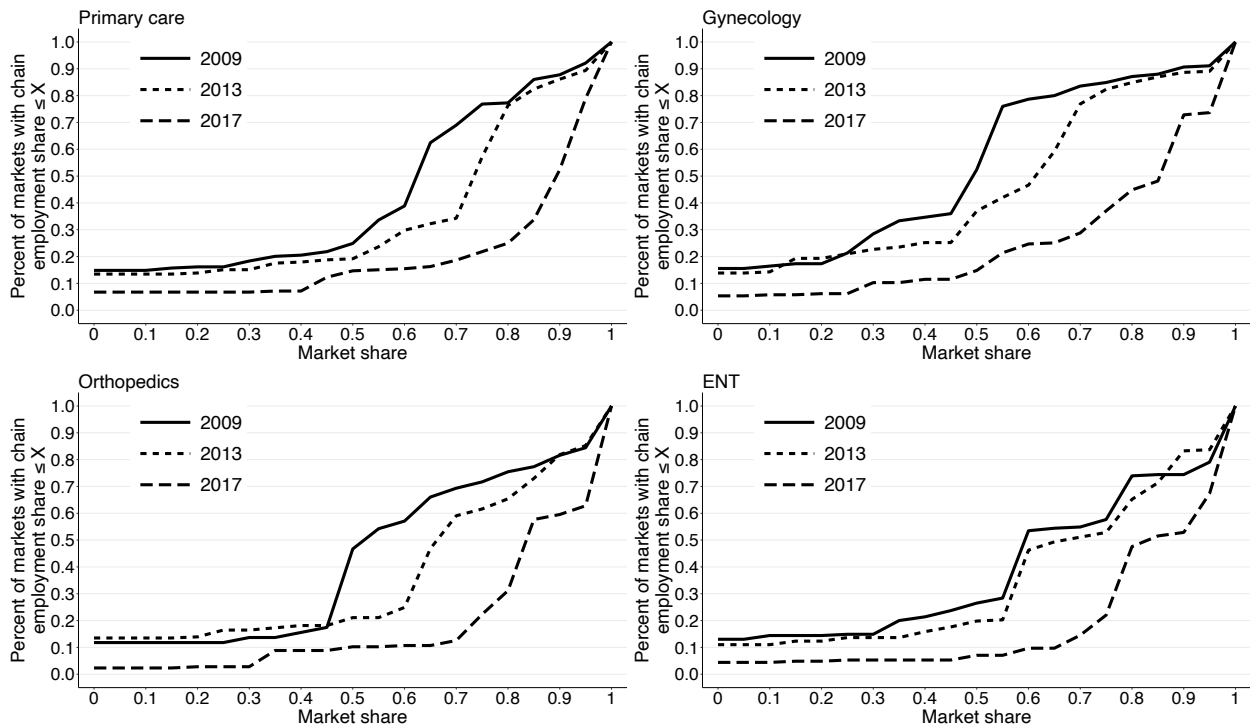 Primary care
Percent of markets with chain
employment share ≤ X
1.0
0.9
0.8
0.7
0.6
0.5
0.4
0.3
0.2
0.1
0.0
2009
2013
2017
0 0.1 0.2 0.3 0.4 0.5 0.6 0.7 0.8 0.9 1
Market share
Gynecology
Percent of markets with chain
employment share ≤ X
1.0
0.9
0.8
0.7
0.6
0.5
0.4
0.3
0.2
0.1
0.0
2009
2013
2017
0 0.1 0.2 0.3 0.4 0.5 0.6 0.7 0.8 0.9 1
Market share
Orthopedics
Percent of markets with chain
employment share ≤ X
1.0
0.9
0.8
0.7
0.6
0.5
0.4
0.3
0.2
0.1
0.0
2009
2013
2017
0 0.1 0.2 0.3 0.4 0.5 0.6 0.7 0.8 0.9 1
Market share
ENT
Percent of markets with chain
employment share ≤ X
1.0
0.9
0.8
0.7
0.6
0.5
0.4
0.3
0.2
0.1
0.0
2009
2013
2017
0 0.1 0.2 0.3 0.4 0.5 0.6 0.7 0.8 0.9 1
Market share